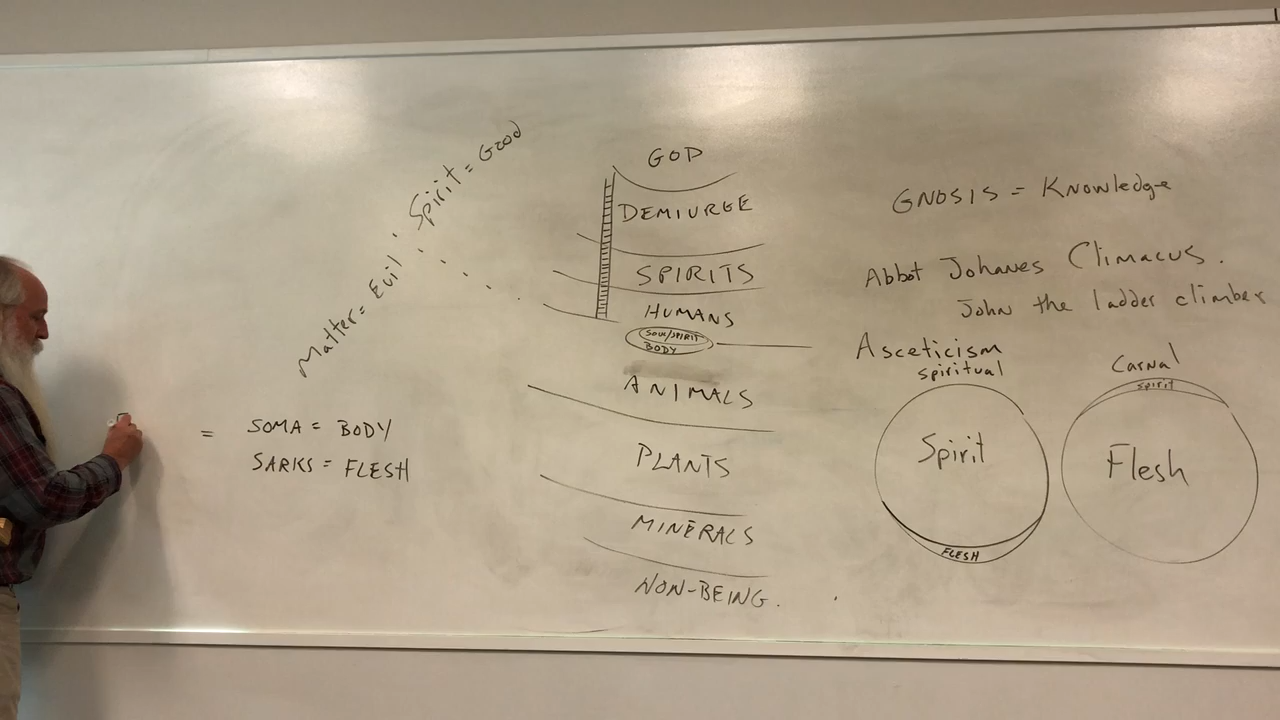 Matter = Evil : Spirit = Good
= SOMA = BODY
SARKS = FLESH
GOD
DEMIURGE
SPIRITS
HUMANS
SOUL/SPIRIT
BODY
ANIMALS
PLANTS
MINERALS
NON-BEING.
GNOSIS = Knowledge
Abbot Johanes Climacus.
John the ladder climber
Asceticism
spiritual
Spirit
FLESH
Carnal
spirit
Flesh